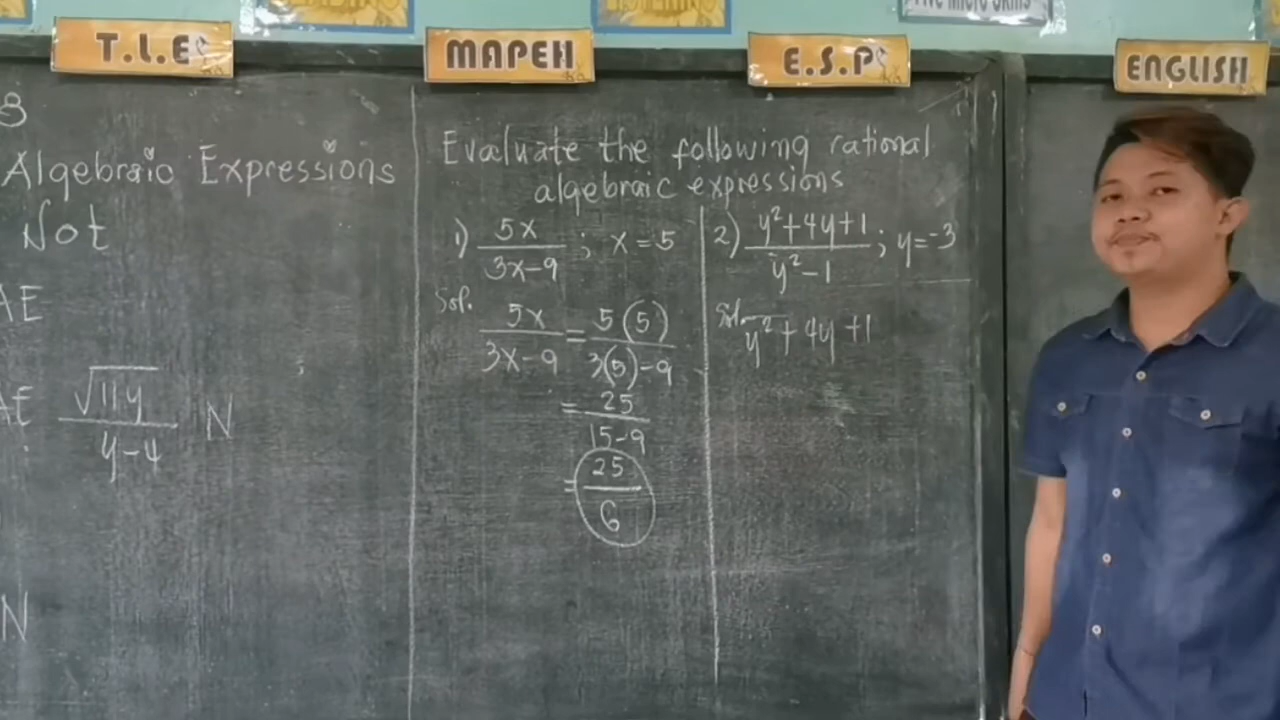 T.L.E
MAPEH
E.S.P
ENGLISH
8
Algebraic Expressions
Not
AE
AE √11y / y-4 N
N
Evaluate the following rational
algebraic expressions
1) 5x / 3x-9 ; x=5
Sol.
5x / 3x-9 = 5(5) / 3(5)-9
= 25 / 15-9
= 25 / 6
2) y²+4y+1 / y²-1 ; y=-3
Sol.
y²+4y+1